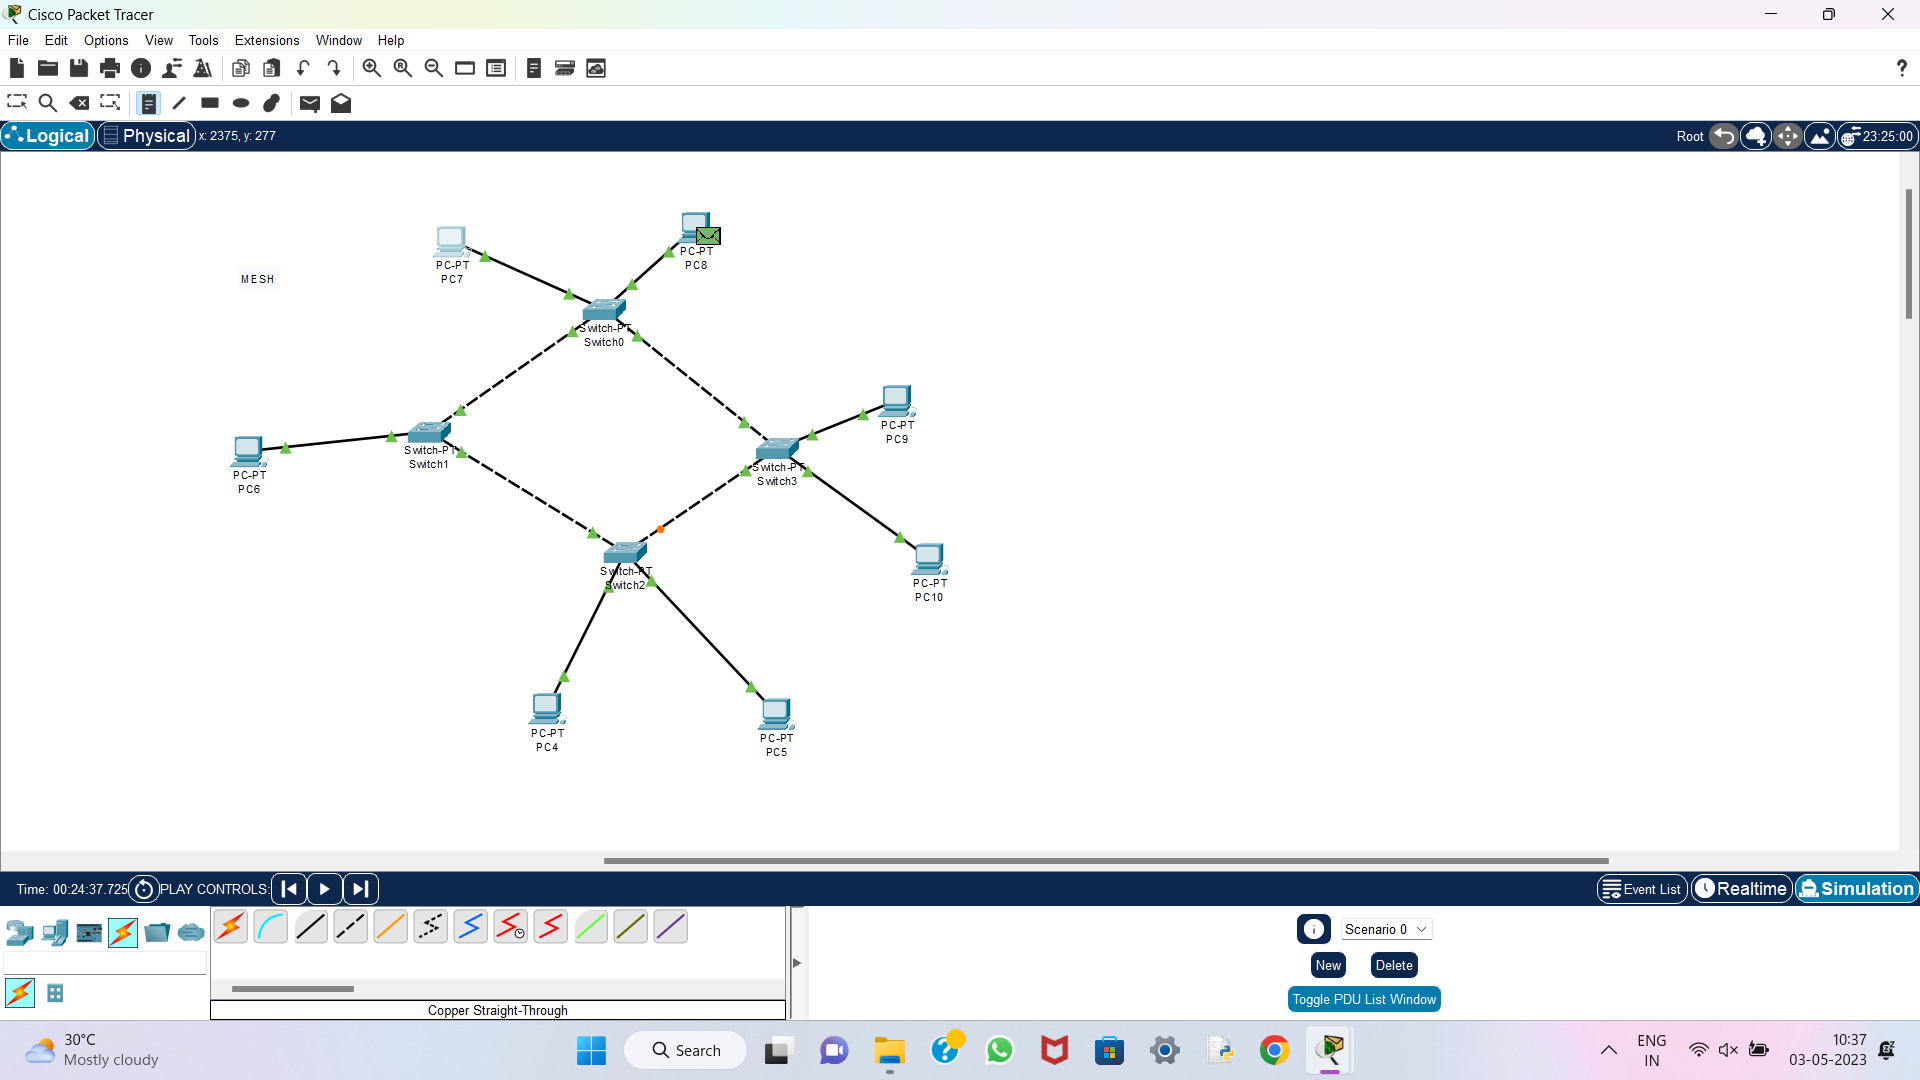 Cisco Packet Tracer
File Edit Options View Tools Extensions Window Help
Logical Physical x: 2375, y: 277 Root 23:25:00
PC-PT
PC7
PC-PT
PC8
MESH
Switch-PT
Switch0
PC-PT
PC9
Switch-PT
Switch1
PC-PT
PC6
Switch-PT
Switch3
PC-PT
PC10
Switch-PT
Switch2
PC-PT
PC4
PC-PT
PC5
Time: 00:24:37.725 PLAY CONTROLS: Event List Realtime Simulation
Scenario 0
New Delete
Toggle PDU List Window
Copper Straight-Through
30°C
Mostly cloudy
Search
ENG
IN
10:37
03-05-2023